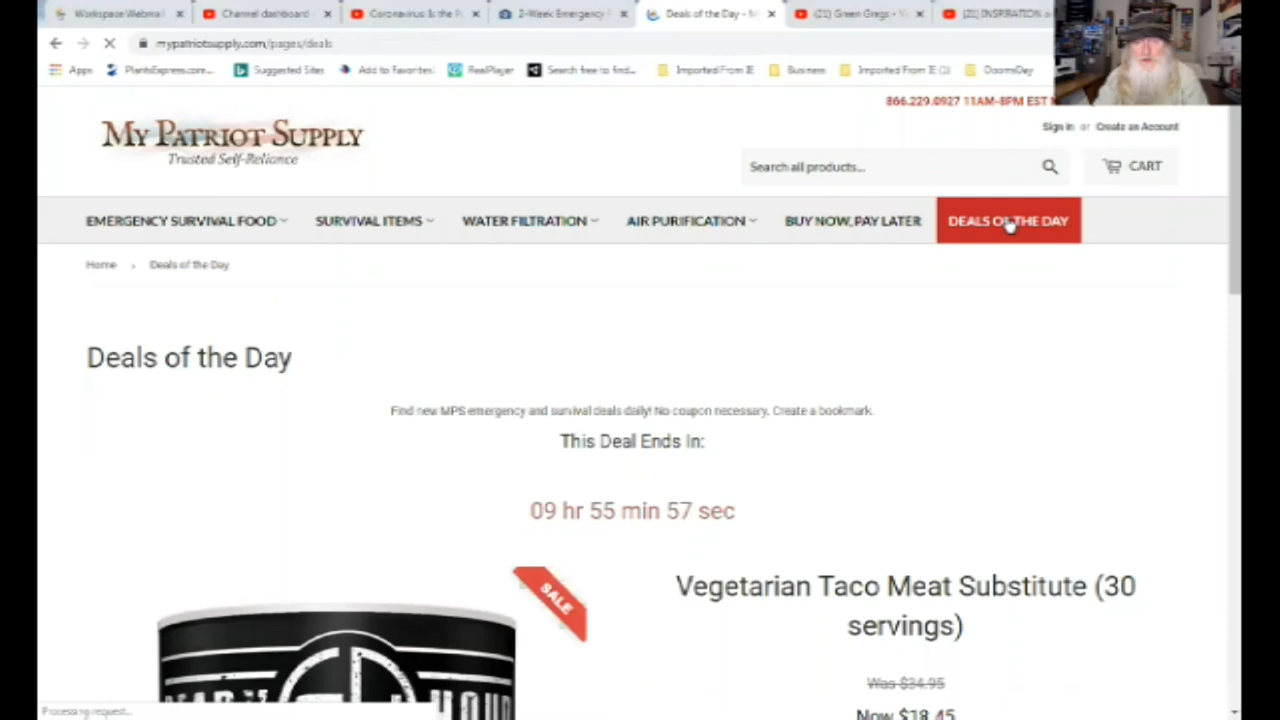 Workspace Webmail
Channel dashboard -
Coronavirus: Is the
2-Week Emergency
Deals of the Day -
(21) Green Gregs -
(21) INSPIRATION
mypatriotsupply.com/pages/deals
Apps
PlantsExpress.com...
Suggested Sites
Add to Favorites
RealPlayer
Search free to find...
Imported From IE
Business
Imported From IE
DoomsDay
866.229.0927 11AM-8PM EST
MY PATRIOT SUPPLY
Trusted Self-Reliance
Sign in or Create an Account
Search all products...
CART
EMERGENCY SURVIVAL FOOD
SURVIVAL ITEMS
WATER FILTRATION
AIR PURIFICATION
BUY NOW, PAY LATER
DEALS OF THE DAY
Home > Deals of the Day
Deals of the Day
Find new MPS emergency and survival deals daily! No coupon necessary. Create a bookmark.
This Deal Ends In:
09 hr 55 min 57 sec
SALE
Vegetarian Taco Meat Substitute (30
servings)
Was $34.95
Now $18.45
Processing request...